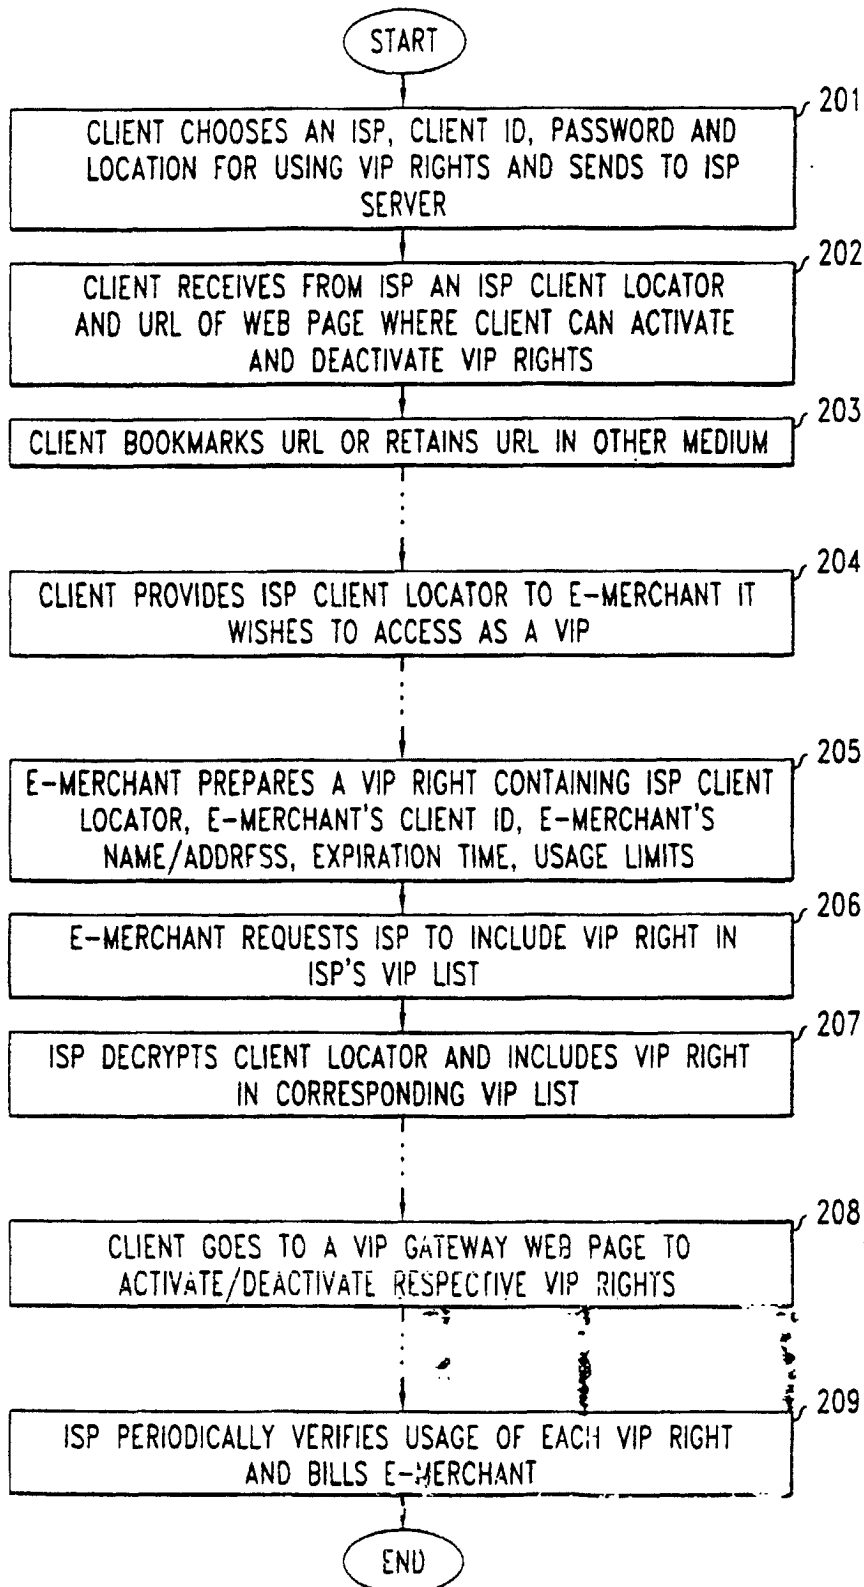 START
201
CLIENT CHOOSES AN ISP, CLIENT ID, PASSWORD AND
LOCATION FOR USING VIP RIGHTS AND SENDS TO ISP
SERVER
202
CLIENT RECEIVES FROM ISP AN ISP CLIENT LOCATOR
AND URL OF WEB PAGE WHERE CLIENT CAN ACTIVATE
AND DEACTIVATE VIP RIGHTS
203
CLIENT BOOKMARKS URL OR RETAINS URL IN OTHER MEDIUM
204
CLIENT PROVIDES ISP CLIENT LOCATOR TO E-MERCHANT IT
WISHES TO ACCESS AS A VIP
205
E-MERCHANT PREPARES A VIP RIGHT CONTAINING ISP CLIENT
LOCATOR, E-MERCHANT'S CLIENT ID, E-MERCHANT'S
NAME/ADDRESS, EXPIRATION TIME, USAGE LIMITS
206
E-MERCHANT REQUESTS ISP TO INCLUDE VIP RIGHT IN
ISP'S VIP LIST
207
ISP DECRYPTS CLIENT LOCATOR AND INCLUDES VIP RIGHT
IN CORRESPONDING VIP LIST
208
CLIENT GOES TO A VIP GATEWAY WEB PAGE TO
ACTIVATE/DEACTIVATE RESPECTIVE VIP RIGHTS
209
ISP PERIODICALLY VERIFIES USAGE OF EACH VIP RIGHT
AND BILLS E-MERCHANT
END